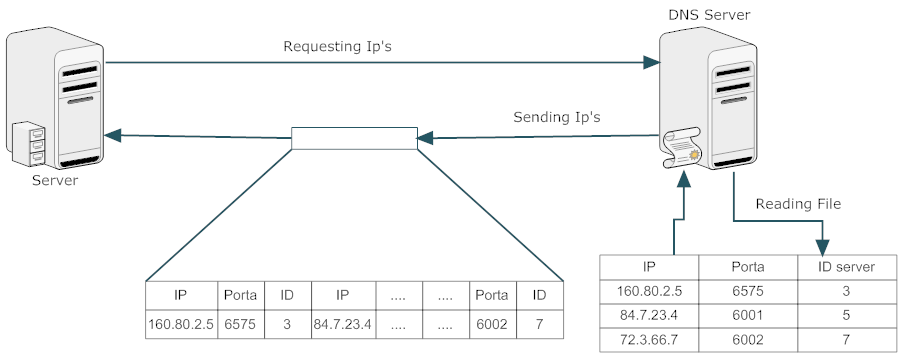 DNS Server
Requesting Ip's
Sending Ip's
Server
Reading File
IP Porta ID server
160.80.2.5 6575 3
84.7.23.4 6001 5
72.3.66.7 6002 7
IP Porta ID IP .... .... Porta ID
160.80.2.5 6575 3 84.7.23.4 .... .... 6002 7